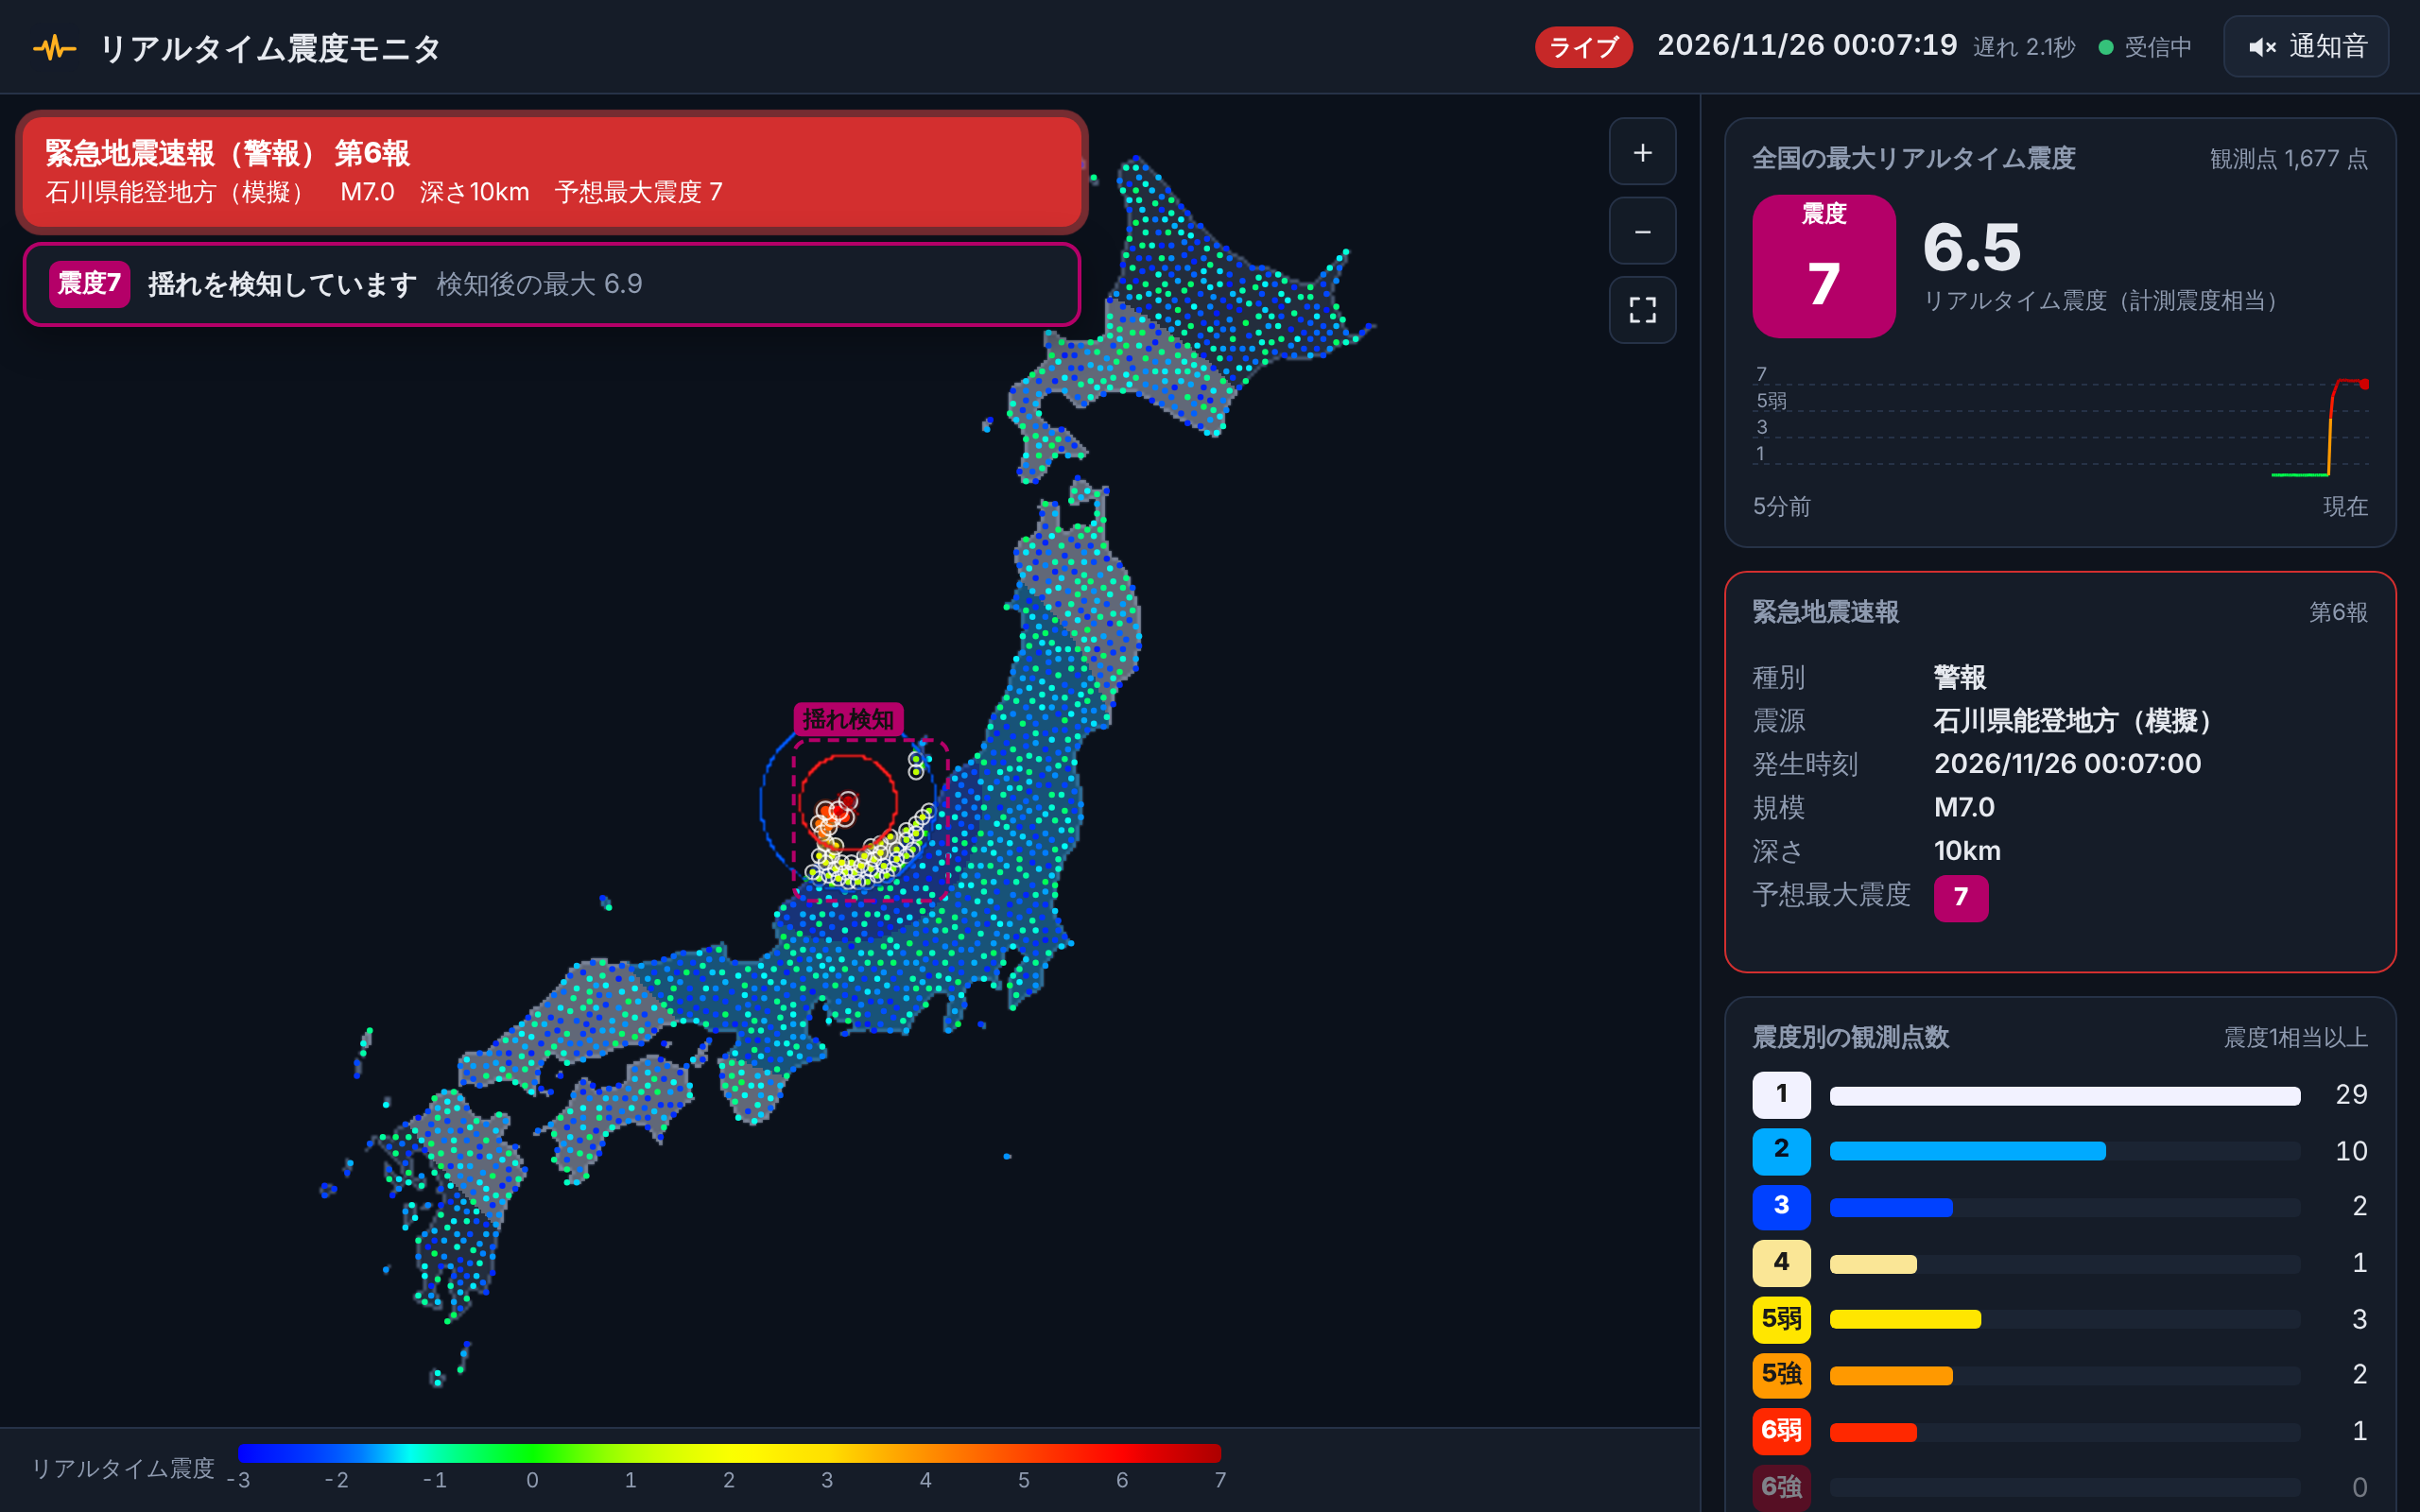 リアルタイム震度モニタ
ライブ 2026/11/26 00:07:19 遅れ 2.1秒 受信中 通知音
緊急地震速報（警報） 第6報
石川県能登地方（模擬） M7.0 深さ10km 予想最大震度 7
震度7 揺れを検知しています 検知後の最大 6.9
+
−
揺れ検知
リアルタイム震度
-3 -2 -1 0 1 2 3 4 5 6 7
全国の最大リアルタイム震度 観測点 1,677 点
震度
7
6.5
リアルタイム震度（計測震度相当）
7
5弱
3
1
5分前 現在
緊急地震速報 第6報
種別 警報
震源 石川県能登地方（模擬）
発生時刻 2026/11/26 00:07:00
規模 M7.0
深さ 10km
予想最大震度 7
震度別の観測点数 震度1相当以上
1 29
2 10
3 2
4 1
5弱 3
5強 2
6弱 1
6強 0